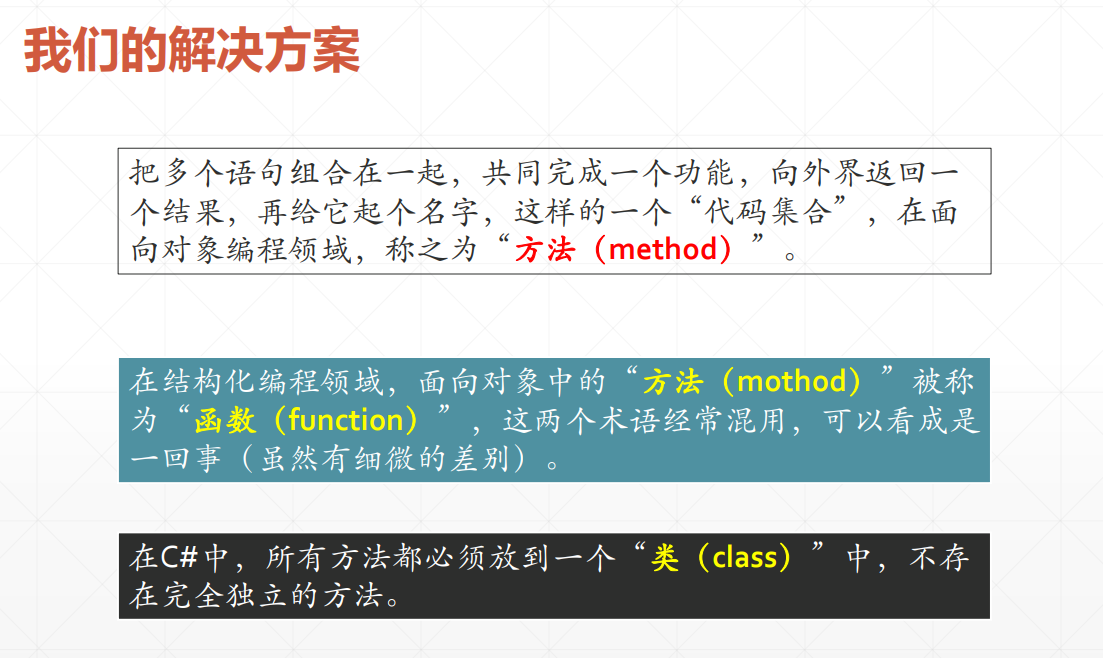 我们的解决方案
把多个语句组合在一起，共同完成一个功能，向外界返回一
个结果，再给它起个名字，这样的一个“代码集合”，在面
向对象编程领域，称之为“方法（method）”。
在结构化编程领域，面向对象中的“方法（mothod）”被称
为“函数（function）”，这两个术语经常混用，可以看成是
一回事（虽然有细微的差别）。
在C#中，所有方法都必须放到一个“类（class）”中，不存
在完全独立的方法。